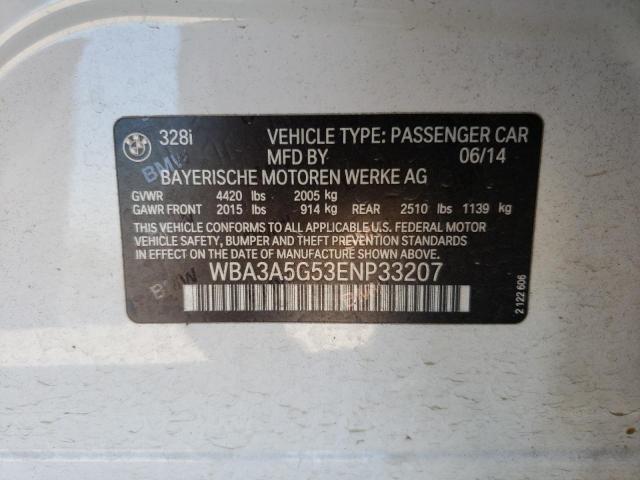 328i VEHICLE TYPE: PASSENGER CAR
MFD BY 06/14
BAYERISCHE MOTOREN WERKE AG
GVWR 4420 lbs 2005 kg
GAWR FRONT 2015 lbs 914 kg REAR 2510 lbs 1139 kg
THIS VEHICLE CONFORMS TO ALL APPLICABLE U.S. FEDERAL MOTOR
VEHICLE SAFETY, BUMPER AND THEFT PREVENTION STANDARDS IN
EFFECT ON THE DATE OF MANUFACTURE SHOWN ABOVE.
WBA3A5G53ENP33207
2 122 606
BMW
BMW
BMW